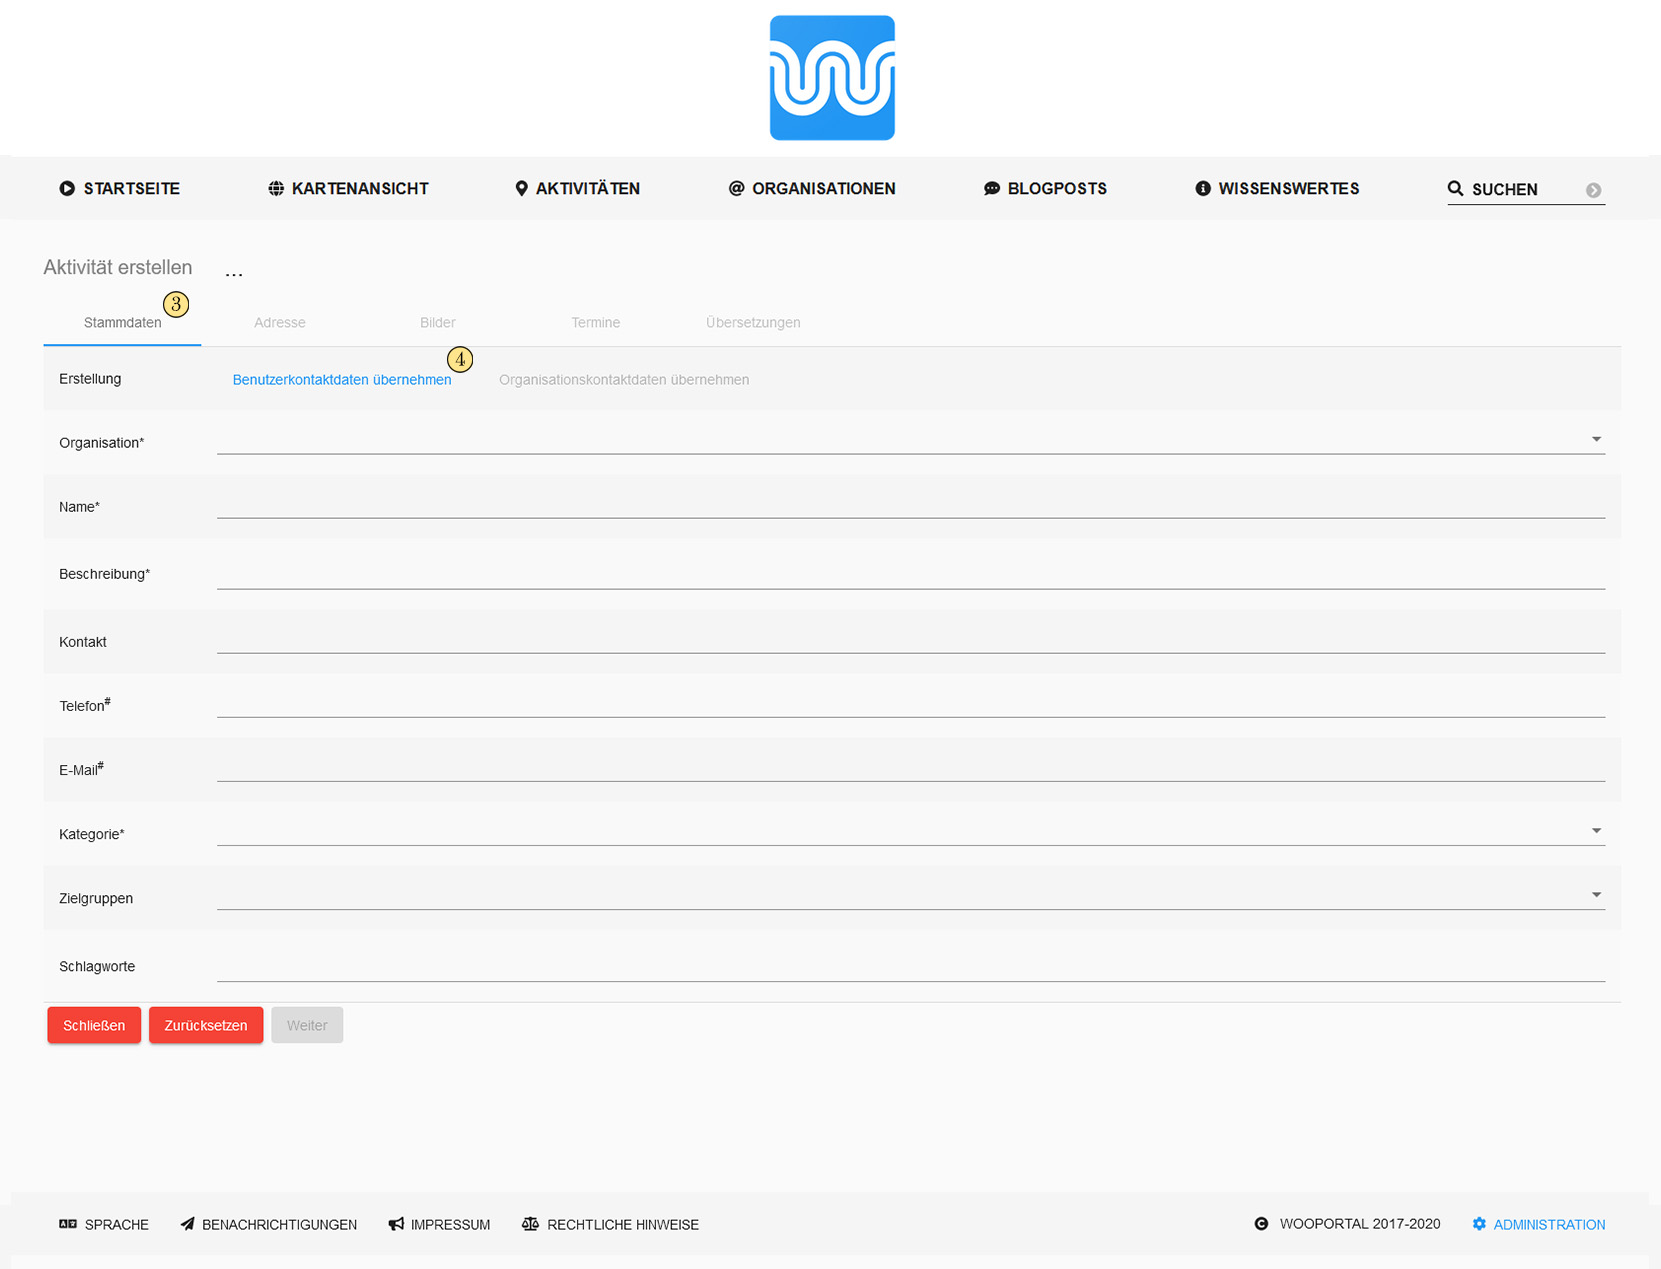 STARTSEITE KARTENANSICHT AKTIVITÄTEN @ ORGANISATIONEN BLOGPOSTS WISSENSWERTES SUCHEN
Aktivität erstellen ...
3
Stammdaten Adresse Bilder Termine Übersetzungen
4
Erstellung Benutzerkontaktdaten übernehmen Organisationskontaktdaten übernehmen
Organisation*
Name*
Beschreibung*
Kontakt
Telefon#
E-Mail#
Kategorie*
Zielgruppen
Schlagworte
Schließen Zurücksetzen Weiter
SPRACHE BENACHRICHTIGUNGEN IMPRESSUM RECHTLICHE HINWEISE WOOPORTAL 2017-2020 ADMINISTRATION